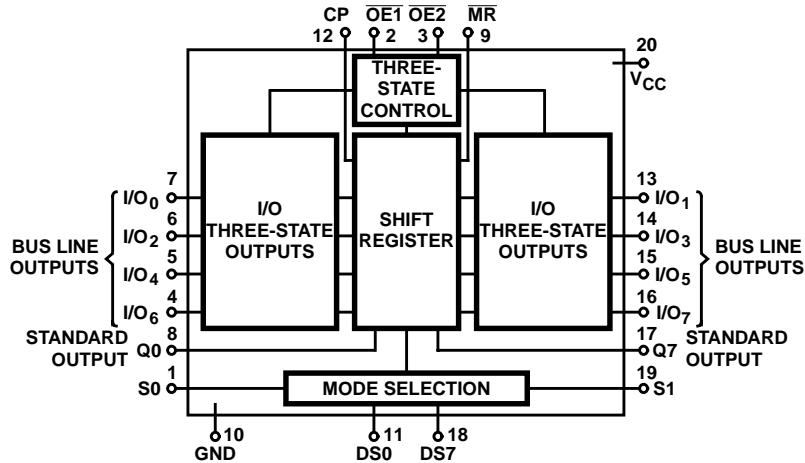 CP OE1 OE2 MR
12 2 3 9
20
VCC
THREE-
STATE
CONTROL
7
I/O0
6
I/O2
5
I/O4
4
I/O6
BUS LINE
OUTPUTS
I/O
THREE-STATE
OUTPUTS
SHIFT
REGISTER
I/O
THREE-STATE
OUTPUTS
13
I/O1
14
I/O3
15
I/O5
16
I/O7
BUS LINE
OUTPUTS
STANDARD
OUTPUT
8
Q0
17
Q7
STANDARD
OUTPUT
1
S0
MODE SELECTION
19
S1
10
GND
11
DS0
18
DS7